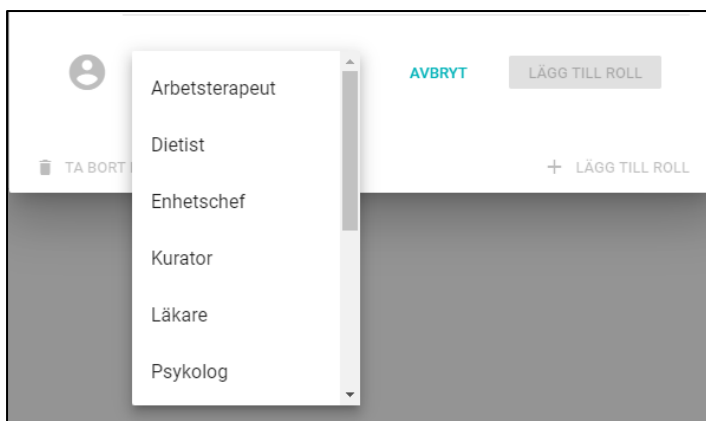 Arbetsterapeut
AVBRYT
LÄGG TILL ROLL
Dietist
TA BORT
+ LÄGG TILL ROLL
Enhetschef
Kurator
Läkare
Psykolog